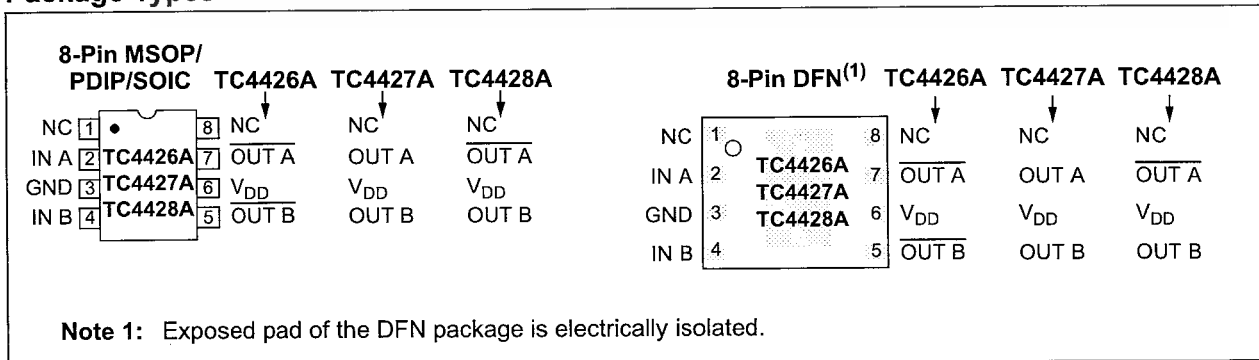 Package Types
8-Pin MSOP/
PDIP/SOIC TC4426A TC4427A TC4428A
NC 1 8 NC NC NC
IN A 2 TC4426A 7 OUT A OUT A OUT A
GND 3 TC4427A 6 VDD VDD VDD
IN B 4 TC4428A 5 OUT B OUT B OUT B
8-Pin DFN(1) TC4426A TC4427A TC4428A
NC 1 8 NC NC NC
IN A 2 TC4426A 7 OUT A OUT A OUT A
TC4427A
GND 3 TC4428A 6 VDD VDD VDD
IN B 4 5 OUT B OUT B OUT B
Note 1: Exposed pad of the DFN package is electrically isolated.